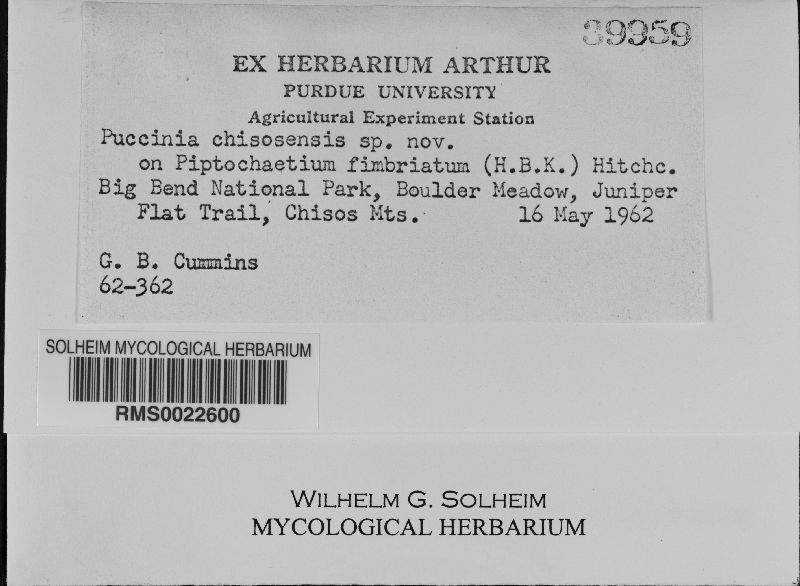 39959
EX HERBARIUM ARTHUR
PURDUE UNIVERSITY
Agricultural Experiment Station
Puccinia chisosensis sp. nov.
on Piptochaetium fimbriatum (H.B.K.) Hitchc.
Big Bend National Park, Boulder Meadow, Juniper
Flat Trail, Chisos Mts. 16 May 1962
G. B. Cummins
62-362
SOLHEIM MYCOLOGICAL HERBARIUM
RMS0022600
WILHELM G. SOLHEIM
MYCOLOGICAL HERBARIUM